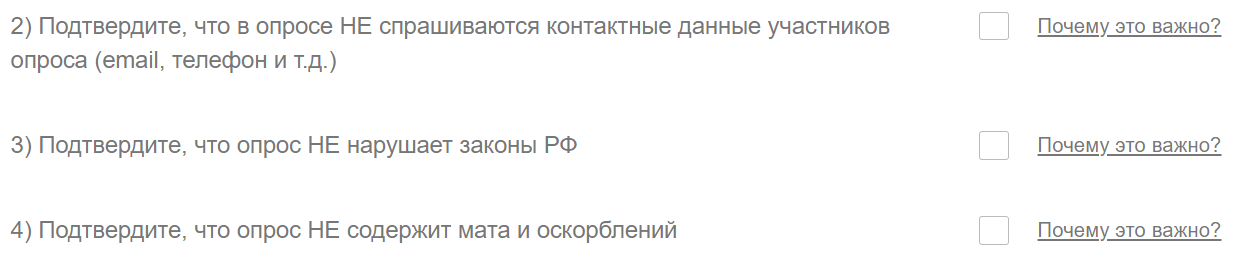 2) Подтвердите, что в опросе НЕ спрашиваются контактные данные участников Почему это важно?
опроса (email, телефон и т.д.)
3) Подтвердите, что опрос НЕ нарушает законы РФ Почему это важно?
4) Подтвердите, что опрос НЕ содержит мата и оскорблений Почему это важно?